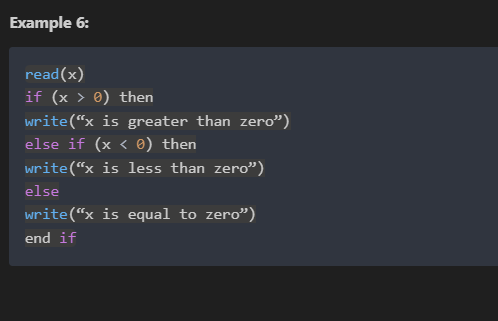 Example 6:
read(x)
if (x > 0) then
write(“x is greater than zero”)
else if (x < 0) then
write(“x is less than zero”)
else
write(“x is equal to zero”)
end if